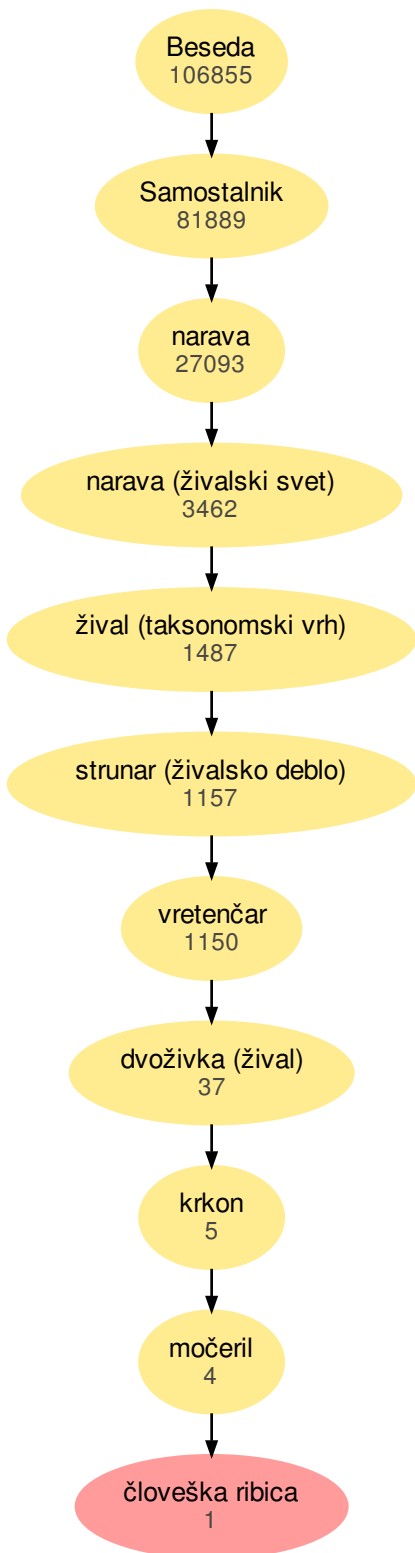 Beseda
106855
Samostalnik
81889
narava
27093
narava (živalski svet)
3462
žival (taksonomski vrh)
1487
strunar (živalsko deblo)
1157
vretenčar
1150
dvoživka (žival)
37
krkon
5
močeril
4
človeška ribica
1